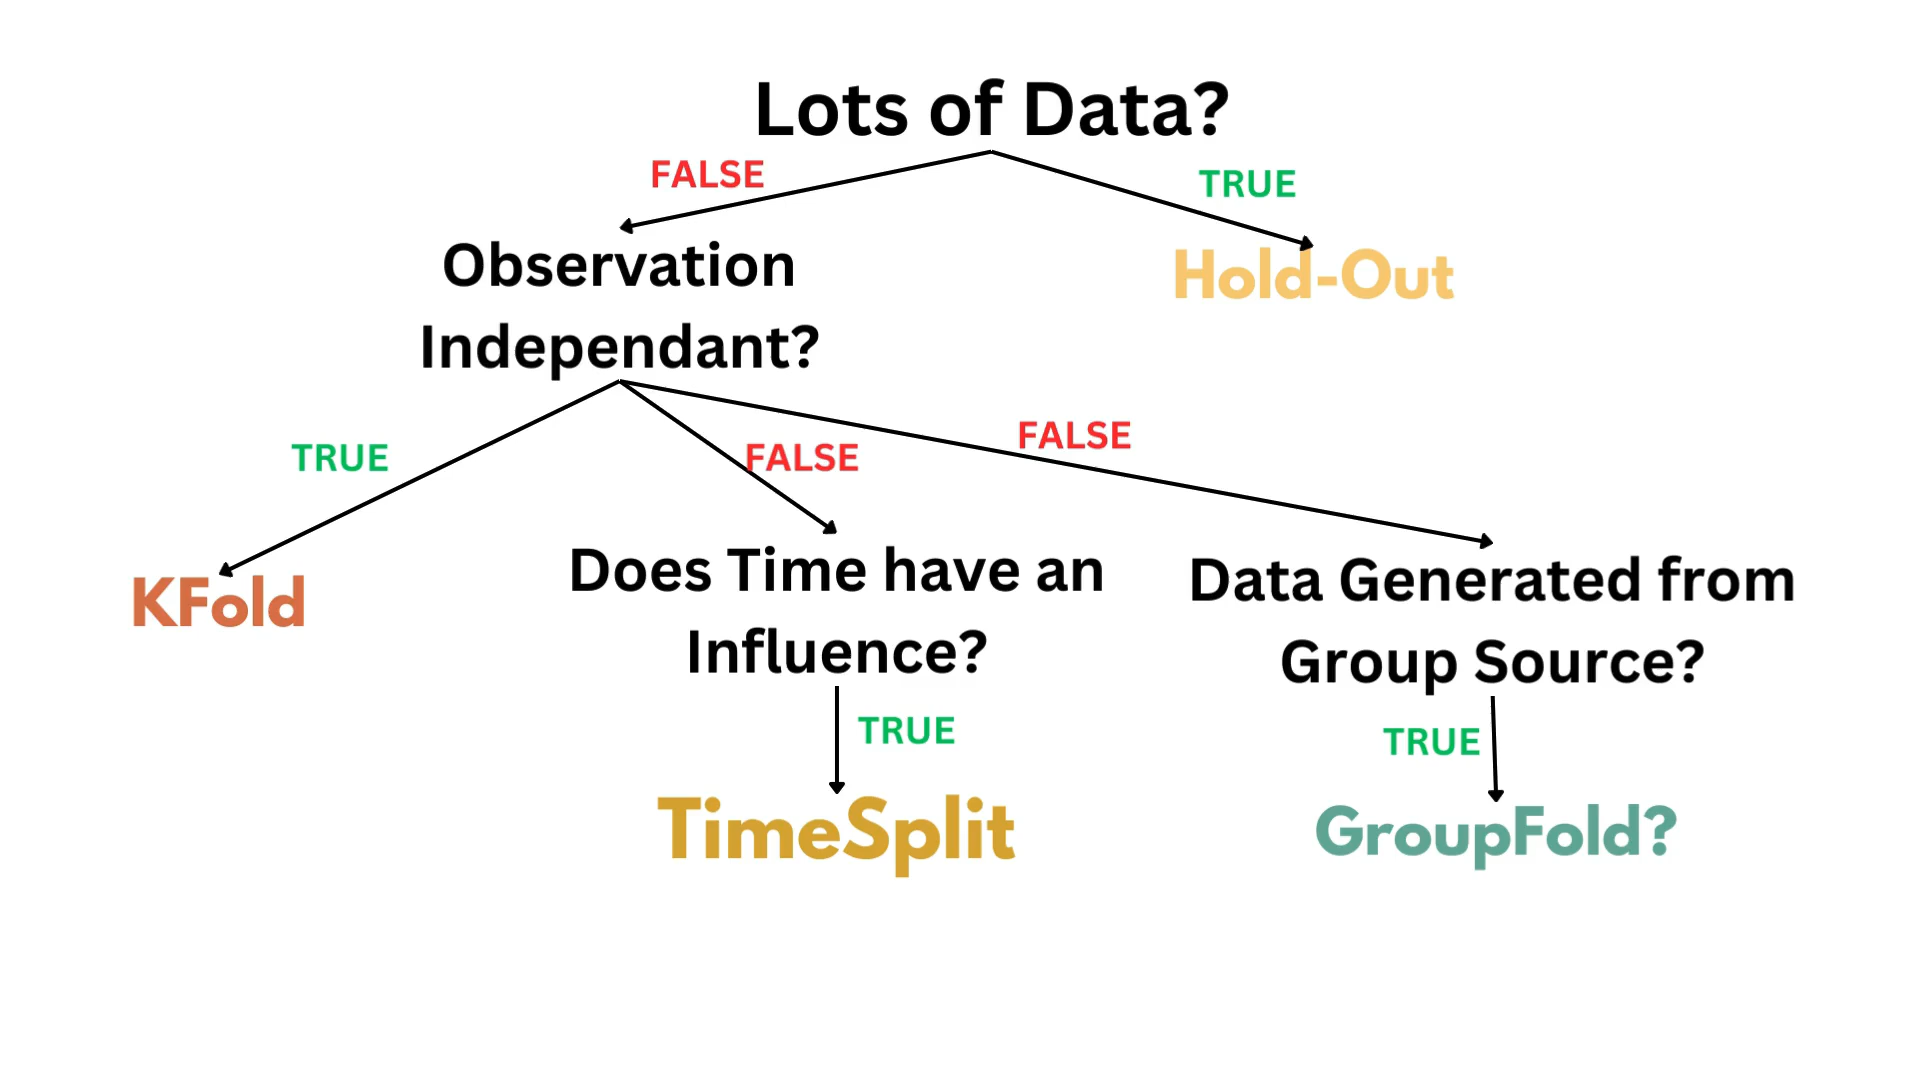 Lots of Data?
FALSE
TRUE
Observation
Independant?
Hold-Out
TRUE
FALSE
FALSE
KFold
Does Time have an
Influence?
Data Generated from
Group Source?
TRUE
TRUE
TimeSplit
GroupFold?